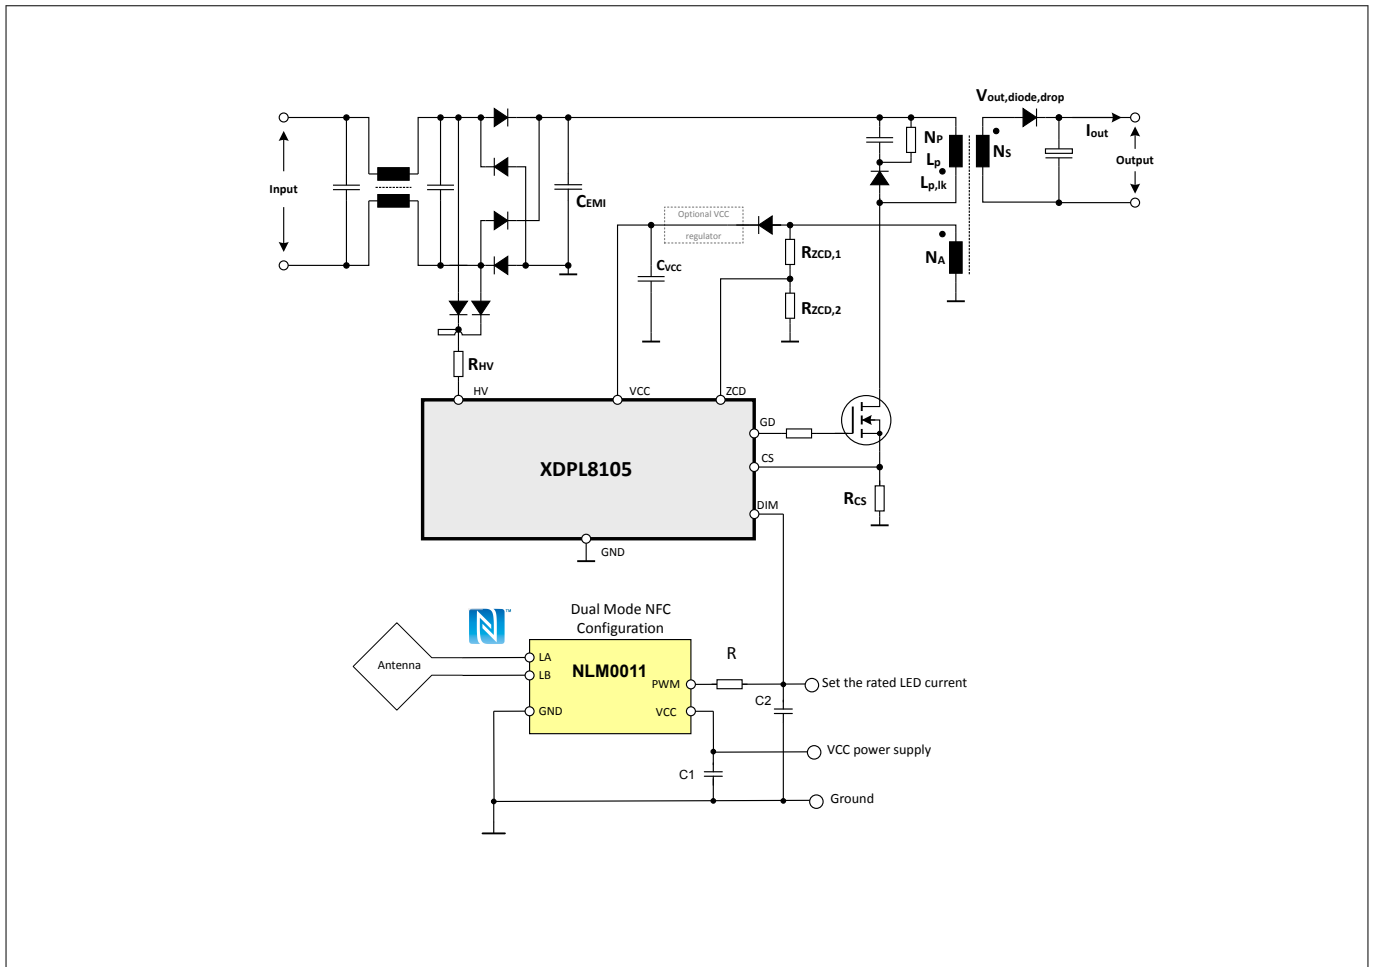 Vout,diode,drop
Iout
NP
Lp
Lp,lk
NS
Input
Output
CEMI
Optional VCC
regulator
RZCD,1
NA
CVCC
RZCD,2
RHV
HV
VCC
ZCD
GD
XDPL8105
CS
RCS
DIM
GND
Dual Mode NFC
Configuration
TM
Antenna
LA
LB
NLM0011
R
PWM
Set the rated LED current
C2
GND
VCC
VCC power supply
C1
Ground